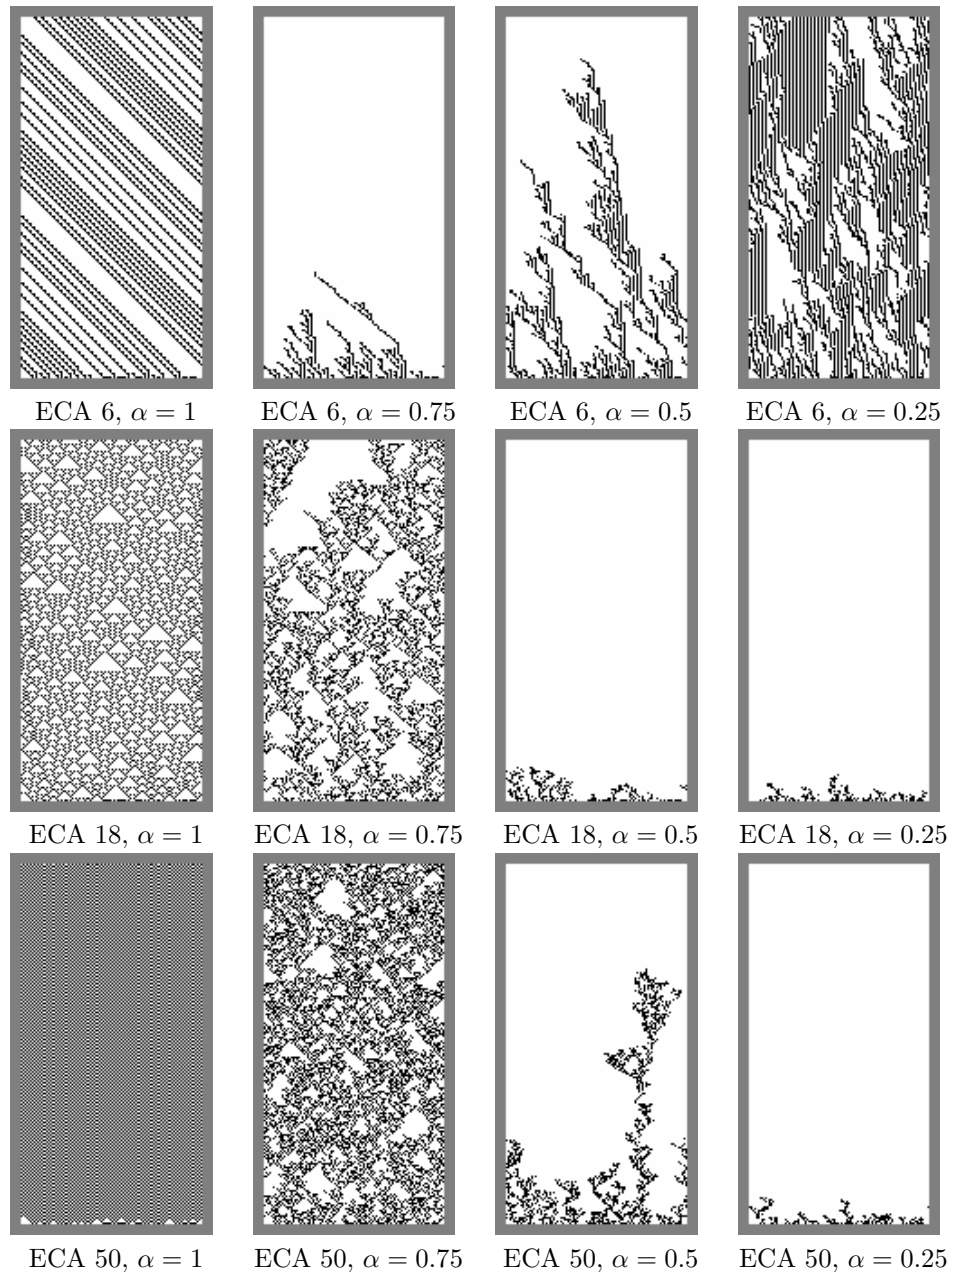 ECA 6, α = 1 ECA 6, α = 0.75 ECA 6, α = 0.5 ECA 6, α = 0.25
ECA 18, α = 1 ECA 18, α = 0.75 ECA 18, α = 0.5 ECA 18, α = 0.25
ECA 50, α = 1 ECA 50, α = 0.75 ECA 50, α = 0.5 ECA 50, α = 0.25